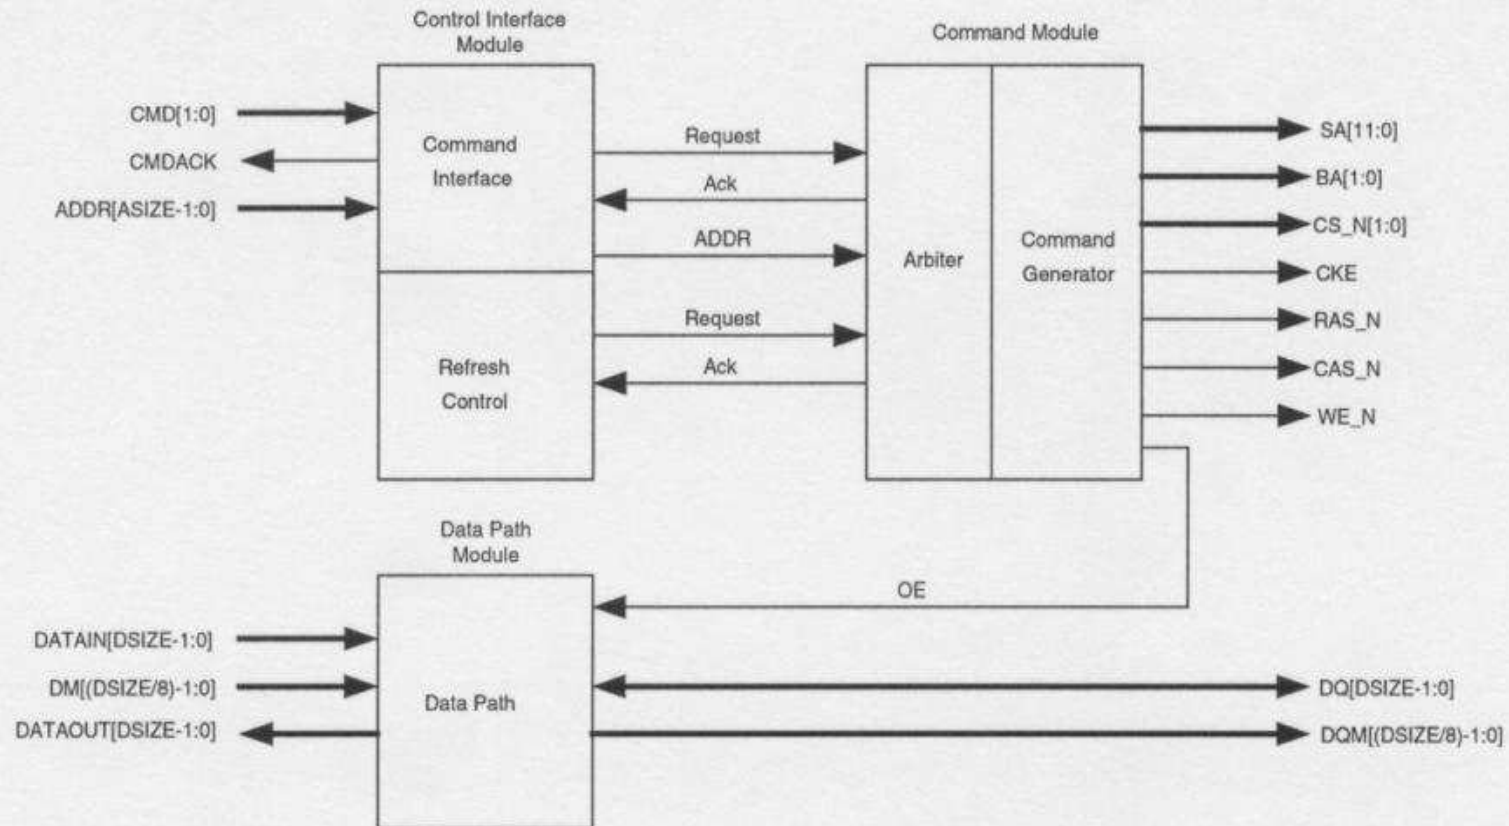 Control Interface
Module
Command Module
CMD[1:0]
CMDACK
ADDR[ASIZE-1:0]
Command
Interface
Refresh
Control
Request
Ack
ADDR
Request
Ack
Arbiter
Command
Generator
SA[11:0]
BA[1:0]
CS_N[1:0]
CKE
RAS_N
CAS_N
WE_N
Data Path
Module
OE
DATAIN[DSIZE-1:0]
DM[(DSIZE/8)-1:0]
DATAOUT[DSIZE-1:0]
Data Path
DQ[DSIZE-1:0]
DQM[(DSIZE/8)-1:0]